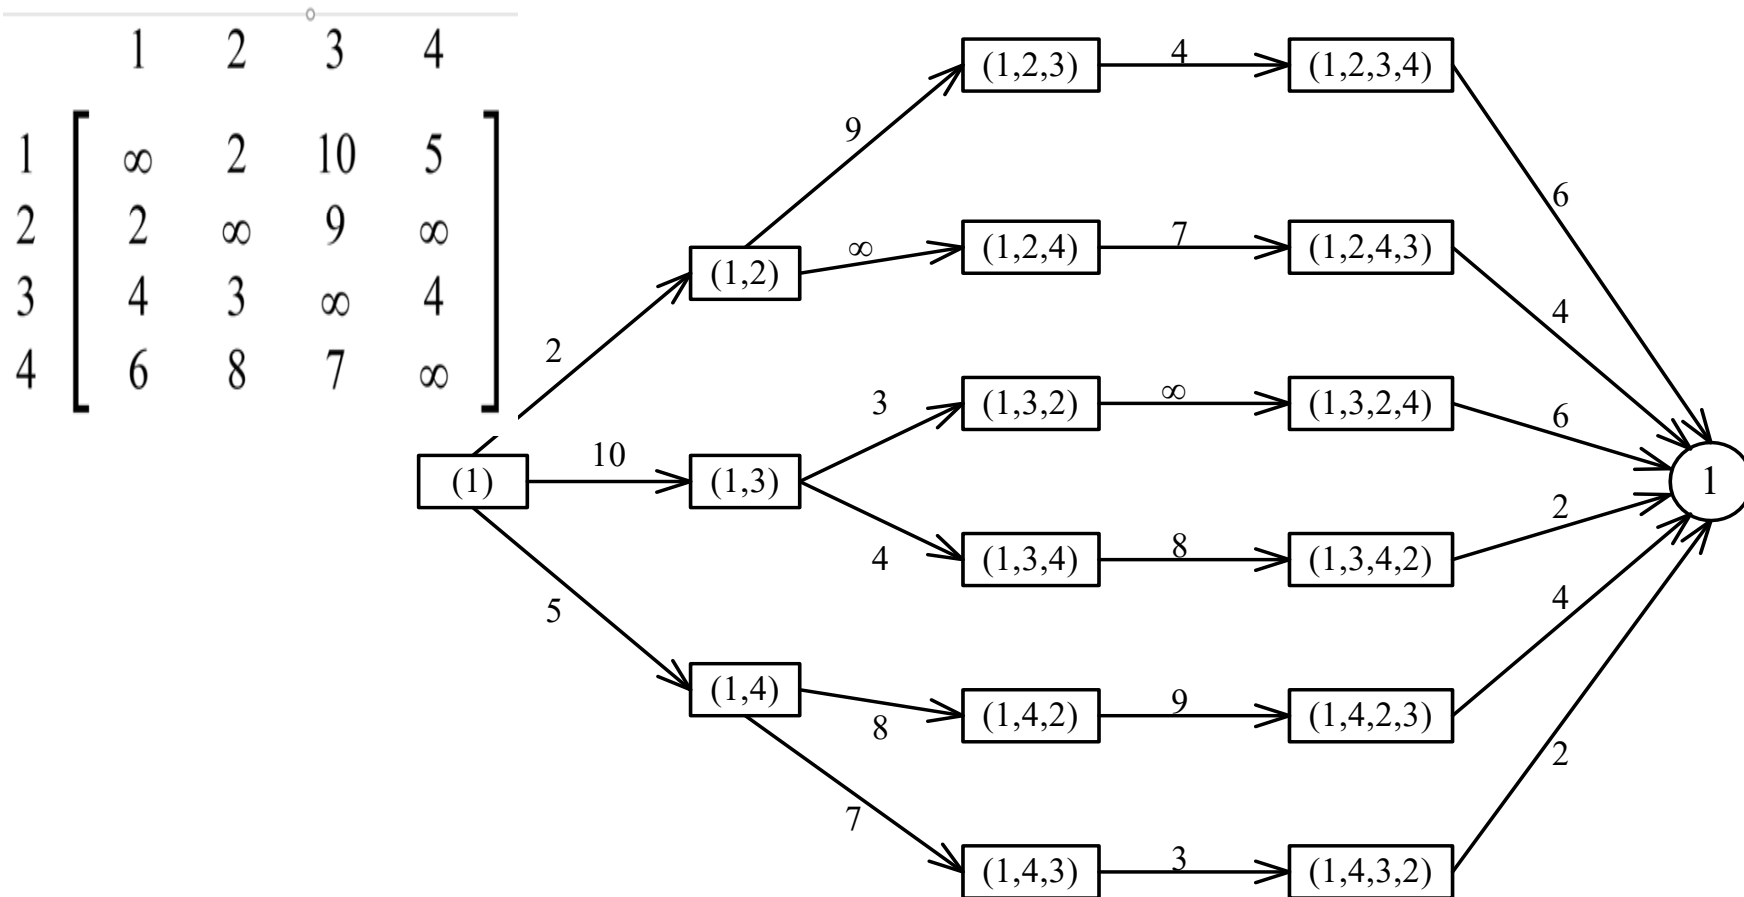 1 2 3 4
1 ∞ 2 10 5
2 2 ∞ 9 ∞
3 4 3 ∞ 4
4 6 8 7 ∞
(1,2,3) 4 (1,2,3,4)
9 6
(1,2) ∞ (1,2,4) 7 (1,2,4,3)
2 4
3 (1,3,2) ∞ (1,3,2,4) 6
(1) 10 (1,3) 1
4 (1,3,4) 8 (1,3,4,2) 2
5 4
(1,4) 8 (1,4,2) 9 (1,4,2,3)
7 2
(1,4,3) 3 (1,4,3,2)